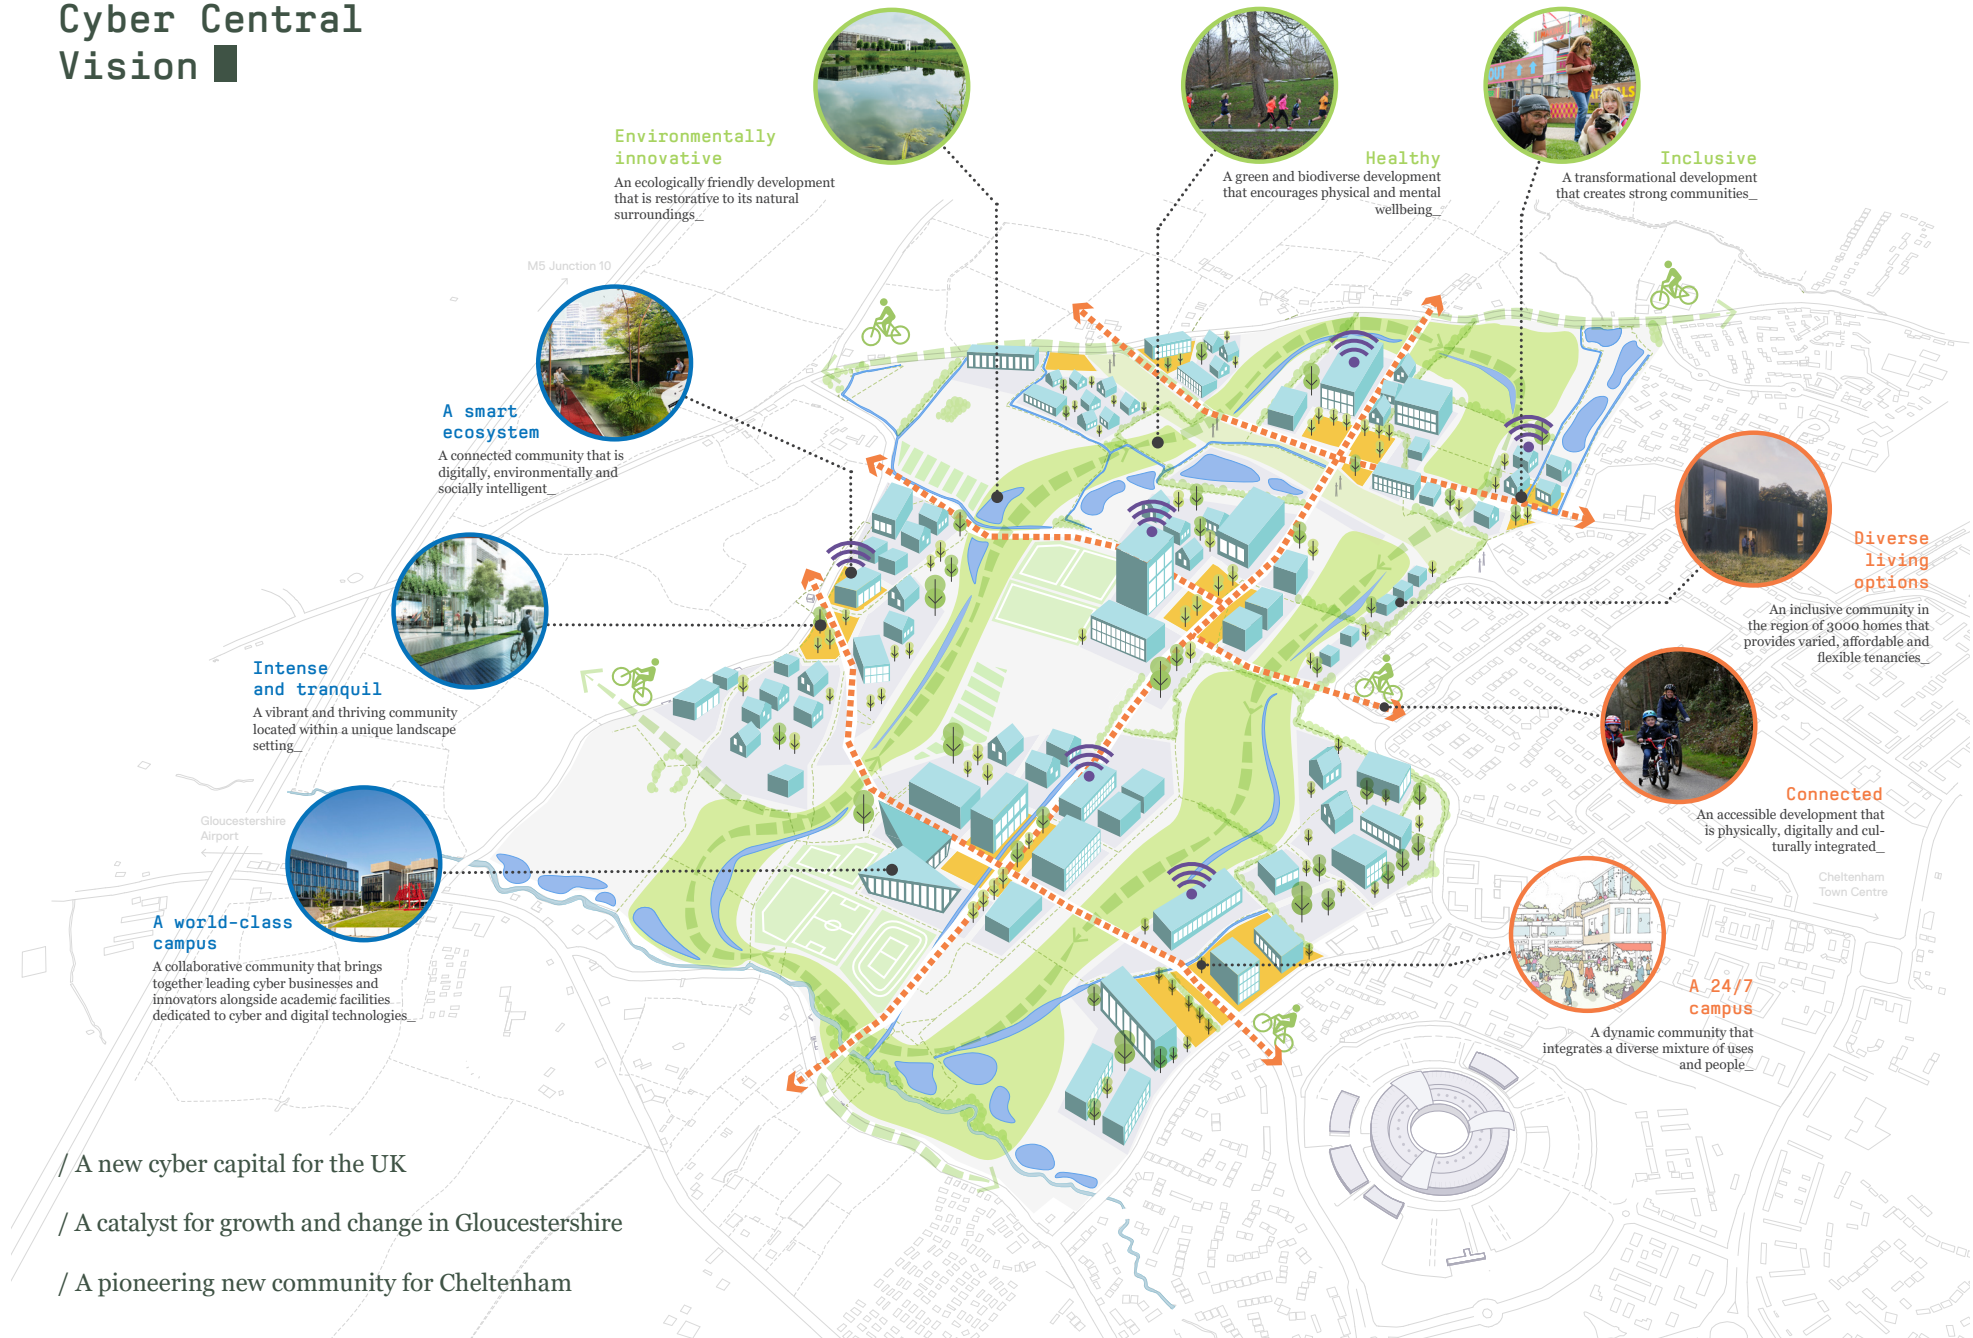 Cyber Central
Vision
Environmentally
innovative
An ecologically friendly development
that is restorative to its natural
surroundings_
Healthy
A green and biodiverse development
that encourages physical and mental
wellbeing_
Inclusive
A transformational development
that creates strong communities_
M5 Junction 10
A smart
ecosystem
A connected community that is
digitally, environmentally and
socially intelligent_
Diverse
living
options
An inclusive community in
the region of 3000 homes that
provides varied, affordable and
flexible tenancies_
Intense
and tranquil
A vibrant and thriving community
located within a unique landscape
setting_
Connected
An accessible development that
is physically, digitally and cul-
turally integrated_
Gloucestershire
Airport
Cheltenham
Town Centre
A world-class
campus
A collaborative community that brings
together leading cyber businesses and
innovators alongside academic facilities
dedicated to cyber and digital technologies_
A 24/7
campus
A dynamic community that
integrates a diverse mixture of uses
and people_
/ A new cyber capital for the UK
/ A catalyst for growth and change in Gloucestershire
/ A pioneering new community for Cheltenham